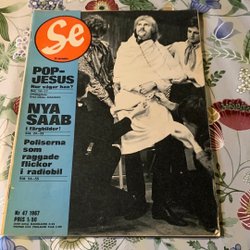 Se
POP-
JESUS
Hur vågar han?
NYA
SAAB
i färgbilder!
Poliserna
som
raggade
flickor
i radiobil
Nr 47 1967
PRIS 1:50